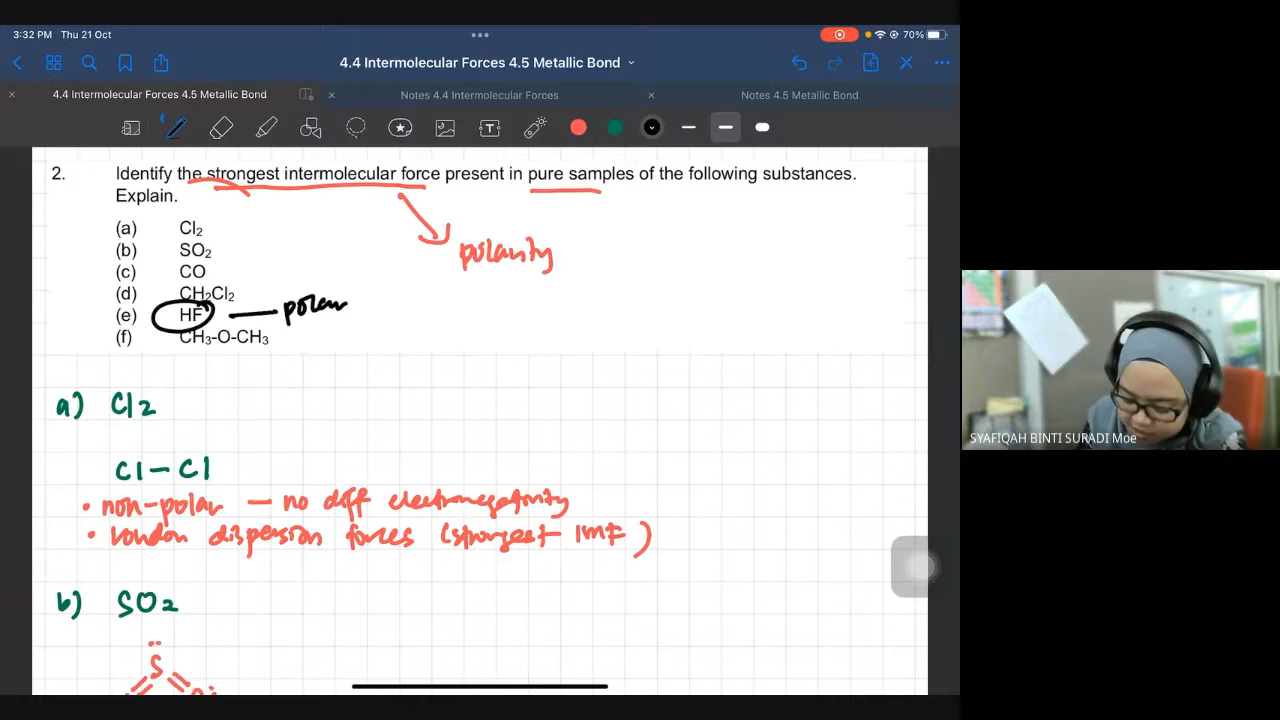 3:32 PM Thu 21 Oct
70%
4.4 Intermolecular Forces 4.5 Metallic Bond
4.4 Intermolecular Forces 4.5 Metallic Bond
Notes 4.4 Intermolecular Forces
Notes 4.5 Metallic Bond
2. Identify the strongest intermolecular force present in pure samples of the following substances.
Explain.
(a) Cl₂
(b) SO₂
(c) CO
(d) CH₂Cl₂
(e) HF
(f) CH₃-O-CH₃
polarity
polar
a) Cl2
Cl - Cl
• non-polar — no diff electronegativity
• london dispersion forces (strongest IMF)
b) SO2
S
SYAFIQAH BINTI SURADI Moe